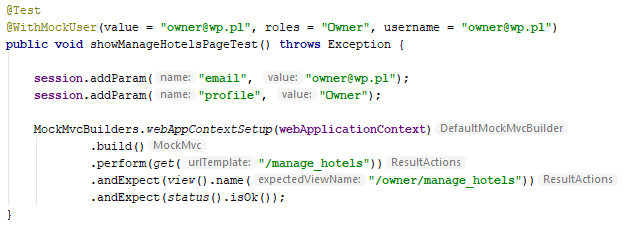 @Test
@WithMockUser(value = "owner@wp.pl", roles = "Owner", username = "owner@wp.pl")
public void showManageHotelsPageTest() throws Exception {
session.addParam( name: "email", value: "owner@wp.pl");
session.addParam( name: "profile", value: "Owner");
MockMvcBuilders.webAppContextSetup(webApplicationContext) DefaultMockMvcBuilder
.build() MockMvc
.perform(get( urlTemplate: "/manage_hotels")) ResultActions
.andExpect(view().name( expectedViewName: "/owner/manage_hotels")) ResultActions
.andExpect(status().isOk());
}